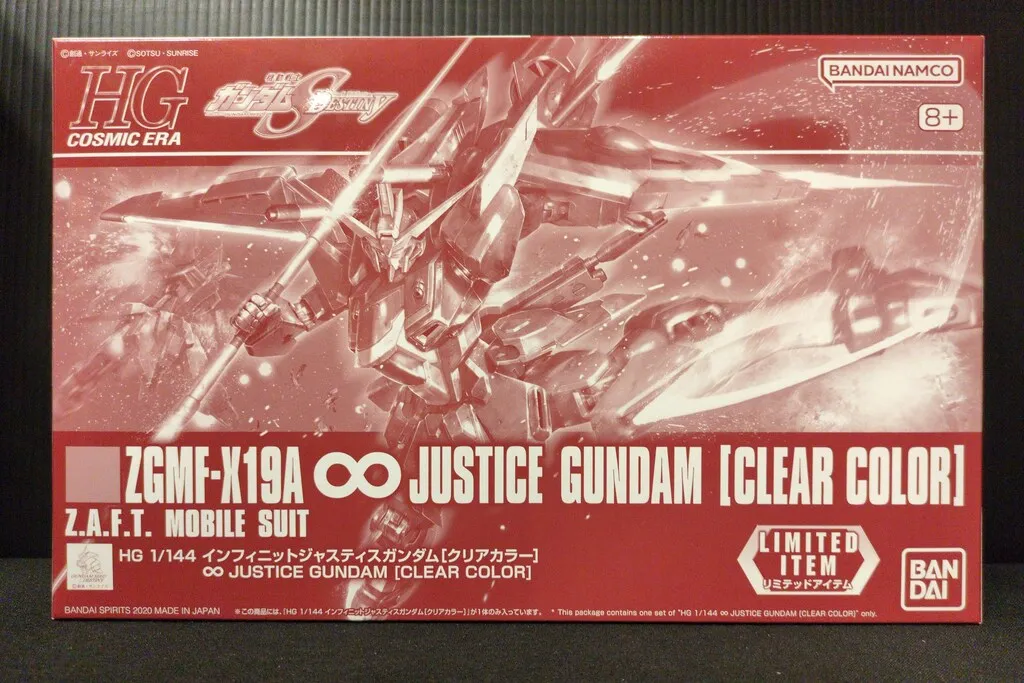 ©創通・サンライズ ©SOTSU・SUNRISE
HG
COSMIC ERA
機動戦士
ガンダムSEED DESTINY
BANDAI NAMCO
8+
ZGMF-X19A ∞ JUSTICE GUNDAM [CLEAR COLOR]
Z.A.F.T. MOBILE SUIT
HG 1/144 インフィニットジャスティスガンダム[クリアカラー]
∞ JUSTICE GUNDAM [CLEAR COLOR]
LIMITED
ITEM
リミテッドアイテム
BAN
DAI
BANDAI SPIRITS 2020 MADE IN JAPAN ※この商品には、「HG 1/144 インフィニットジャスティスガンダム[クリアカラー]」が1体のみ入っています。 * This package contains one set of "HG 1/144 ∞ JUSTICE GUNDAM [CLEAR COLOR]" only.